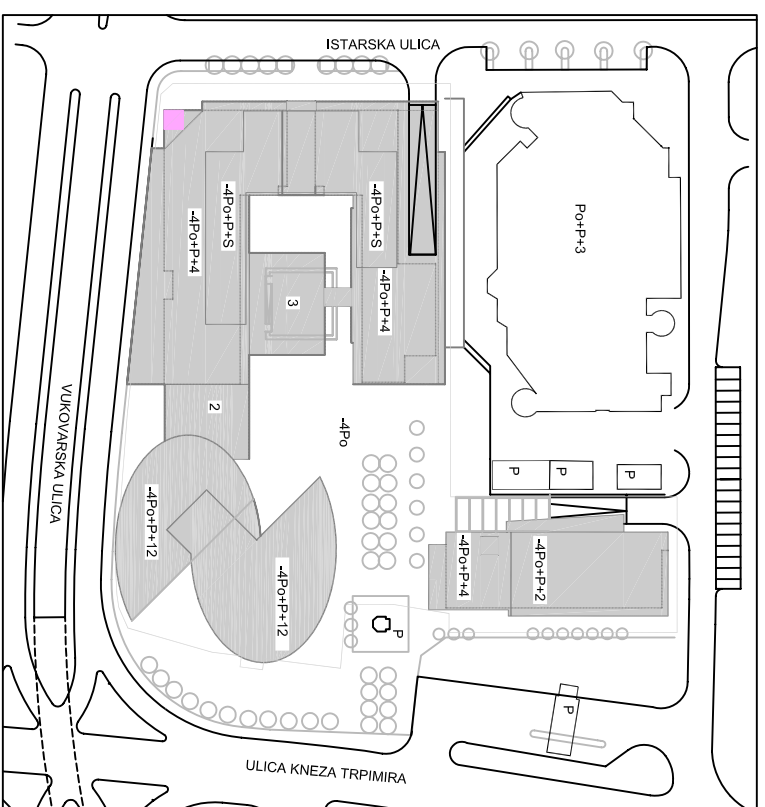 ISTARSKA ULICA
-4Po+P+S
-4Po+P+4
-4Po+P+S
-4Po+P+4
3
Po+P+3
2
-4Po
P
P
P
VUKOVARSKA ULICA
-4Po+P+12
-4Po+P+12
-4Po+P+4
-4Po+P+2
P
P
ULICA KNEZA TRPIMIRA